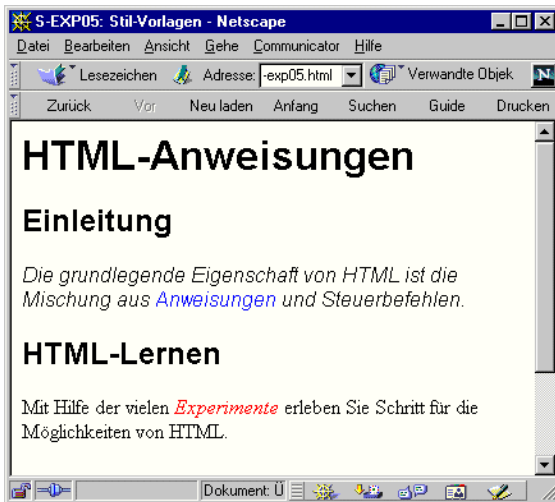 S-EXP05: Stil-Vorlagen - Netscape
Datei Bearbeiten Ansicht Gehe Communicator Hilfe
Lesezeichen Adresse: -exp05.html Verwandte Objek N
Zurück Vor Neu laden Anfang Suchen Guide Drucken
HTML-Anweisungen
Einleitung
Die grundlegende Eigenschaft von HTML ist die
Mischung aus Anweisungen und Steuerbefehlen.
HTML-Lernen
Mit Hilfe der vielen Experimente erleben Sie Schritt für die
Möglichkeiten von HTML.
Dokument: Ü